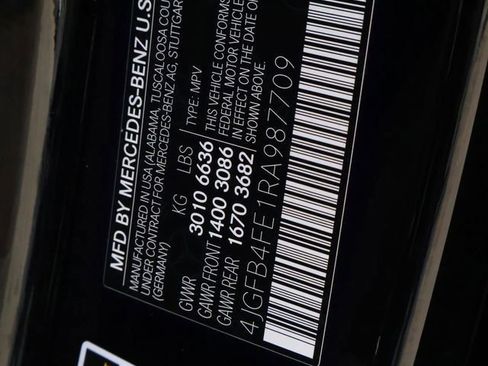 MFD BY MERCEDES-BENZ U.S
MANUFACTURED IN USA (ALABAMA, TUSCALOOSA COU
UNDER CONTRACT FOR MERCEDES-BENZ AG, STUTTGAR
(GERMANY)
KG LBS TYPE: MPV
GVWR 3010 6636 THIS VEHICLE CONFORMS
GAWR FRONT 1400 3086 FEDERAL MOTOR VEHICLE
GAWR REAR 1670 3682 IN EFFECT ON THE DATE O
SHOWN ABOVE.
4JGFB4FE1RA987709